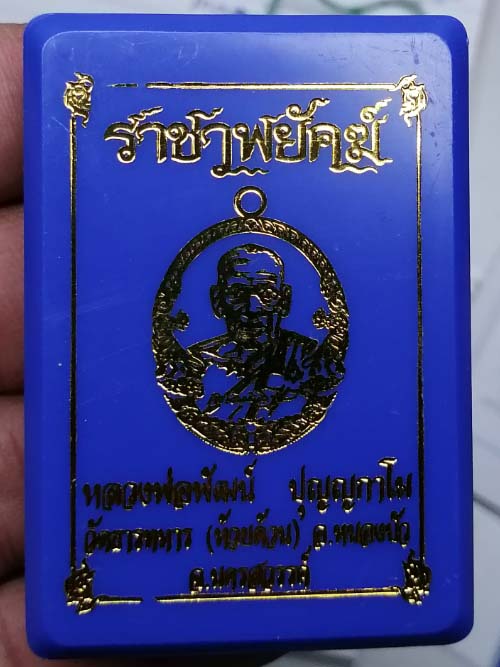 ราชาพยัคฆ์
หลวงพ่อพัฒน์ ปุญญกาโม
วัดธารทหาร (ห้วยด้วน) อ.หนองบัว
จ.นครสวรรค์